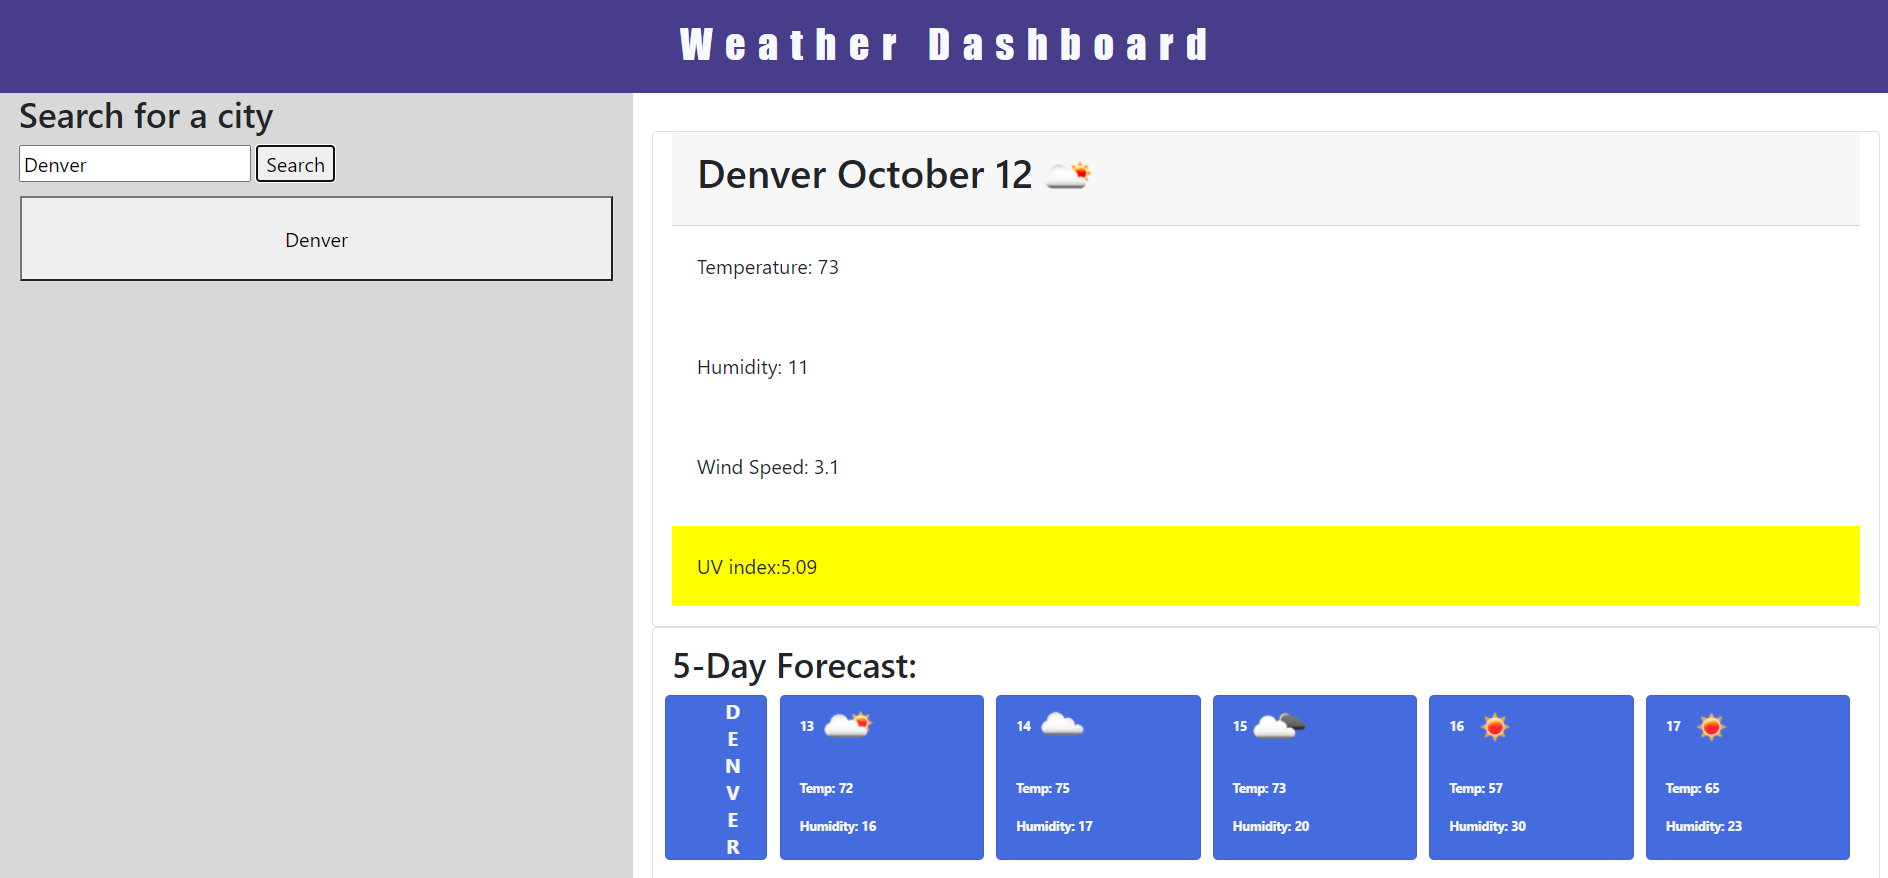 Weather Dashboard
Search for a city
Denver Search
Denver
Denver October 12
Temperature: 73
Humidity: 11
Wind Speed: 3.1
UV index:5.09
5-Day Forecast:
D
E
N
V
E
R
13
Temp: 72
Humidity: 16
14
Temp: 75
Humidity: 17
15
Temp: 73
Humidity: 20
16
Temp: 57
Humidity: 30
17
Temp: 65
Humidity: 23